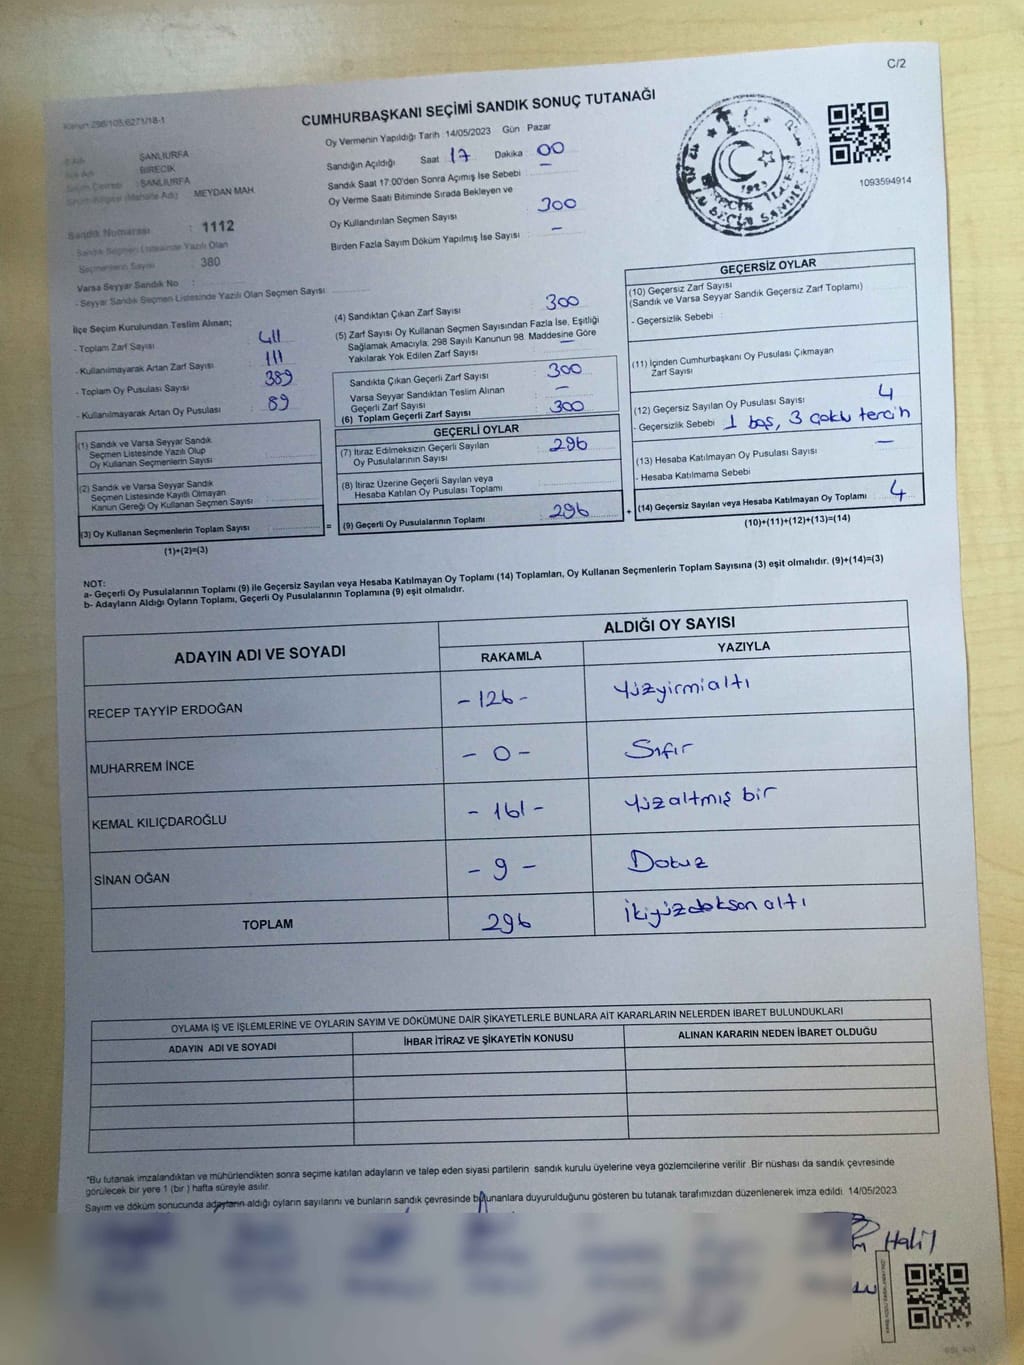 C/2
Kanun:298/105,6271/18-1
CUMHURBAŞKANI SEÇİMİ SANDIK SONUÇ TUTANAĞI
İl Adı : ŞANLIURFA
İlçe Adı : BİRECİK
Seçim Çevresi : ŞANLIURFA
Seçim Bölgesi (Mahalle Adı) : MEYDAN MAH.
Sandık Numarası : 1112
Sandık Seçmen Listesinde Yazılı Olan
Seçmenlerin Sayısı : 380
Varsa Seyyar Sandık No :
- Seyyar Sandık Seçmen Listesinde Yazılı Olan Seçmen Sayısı
Oy Vermenin Yapıldığı Tarih :14/05/2023 Gün Pazar
Sandığın Açıldığı Saat 17 Dakika 00
Sandık Saat 17:00'den Sonra Açımış İse Sebebi —
Oy Verme Saati Bitiminde Sırada Bekleyen ve
Oy Kullandırılan Seçmen Sayısı : 300
Birden Fazla Sayım Döküm Yapılmış İse Sayısı : —
1093594914
İlçe Seçim Kurulundan Teslim Alınan;
- Toplam Zarf Sayısı : 411
- Kullanılmayarak Artan Zarf Sayısı : 111
- Toplam Oy Pusulası Sayısı : 389
- Kullanılmayarak Artan Oy Pusulası : 89
(4) Sandıktan Çıkan Zarf Sayısı : 300
(5) Zarf Sayısı Oy Kullanan Seçmen Sayısından Fazla İse, Eşitliği
Sağlamak Amacıyla, 298 Sayılı Kanunun 98. Maddesine Göre
Yakılarak Yok Edilen Zarf Sayısı : —
Sandıkta Çıkan Geçerli Zarf Sayısı : 300
Varsa Seyyar Sandıktan Teslim Alınan
Geçerli Zarf Sayısı : —
(6) Toplam Geçerli Zarf Sayısı : 300
GEÇERLİ OYLAR
(7) İtiraz Edilmeksizin Geçerli Sayılan
Oy Pusulalarının Sayısı : 296
(8) İtiraz Üzerine Geçerli Sayılan veya
Hesaba Katılan Oy Pusulası Toplamı :
(9) Geçerli Oy Pusulalarının Toplamı : 296
(1) Sandık ve Varsa Seyyar Sandık
Seçmen Listesinde Yazılı Olup
Oy Kullanan Seçmenlerin Sayısı :
(2) Sandık ve Varsa Seyyar Sandık
Seçmen Listesinde Kayıtlı Olmayan
Kanun Gereği Oy Kullanan Seçmen Sayısı :
(3) Oy Kullanan Seçmenlerin Toplam Sayısı :
=
+
(1)+(2)=(3)
GEÇERSİZ OYLAR
(10) Geçersiz Zarf Sayısı
(Sandık ve Varsa Seyyar Sandık Geçersiz Zarf Toplamı) :
- Geçersizlik Sebebi :
(11) İçinden Cumhurbaşkanı Oy Pusulası Çıkmayan
Zarf Sayısı :
(12) Geçersiz Sayılan Oy Pusulası Sayısı : 4
- Geçersizlik Sebebi : 1 boş, 3 çoklu tercih
(13) Hesaba Katılmayan Oy Pusulası Sayısı : —
- Hesaba Katılmama Sebebi :
(14) Geçersiz Sayılan veya Hesaba Katılmayan Oy Toplamı : 4
(10)+(11)+(12)+(13)=(14)
NOT:
a- Geçerli Oy Pusulalarının Toplamı (9) ile Geçersiz Sayılan veya Hesaba Katılmayan Oy Toplamı (14) Toplamları, Oy Kullanan Seçmenlerin Toplam Sayısına (3) eşit olmalıdır. (9)+(14)=(3)
b- Adayların Aldığı Oyların Toplamı, Geçerli Oy Pusulalarının Toplamına (9) eşit olmalıdır.
ADAYIN ADI VE SOYADI
ALDIĞI OY SAYISI
RAKAMLA YAZIYLA
RECEP TAYYİP ERDOĞAN -126- Yüzyirmialtı
MUHARREM İNCE -0- Sıfır
KEMAL KILIÇDAROĞLU -161- Yüzaltmış bir
SİNAN OĞAN -9- Dokuz
TOPLAM 296 İkiyüzdoksan altı
OYLAMA İŞ VE İŞLEMLERİNE VE OYLARIN SAYIM VE DÖKÜMÜNE DAİR ŞİKAYETLERLE BUNLARA AİT KARARLARIN NELERDEN İBARET BULUNDUKLARI
ADAYIN ADI VE SOYADI İHBAR İTİRAZ VE ŞİKAYETİN KONUSU ALINAN KARARIN NEDEN İBARET OLDUĞU
*Bu tutanak imzalandıktan ve mühürlendikten sonra seçime katılan adayların ve talep eden siyasi partilerin sandık kurulu üyelerine veya gözlemcilerine verilir. Bir nüshası da sandık çevresinde
görülecek bir yere 1 (bir ) hafta süreyle asılır.
Sayım ve döküm sonucunda adayların aldığı oyların sayılarını ve bunların sandık çevresinde bulunanlara duyurulduğunu gösteren bu tutanak tarafımızdan düzenlenerek imza edildi. 14/05/2023
Halil